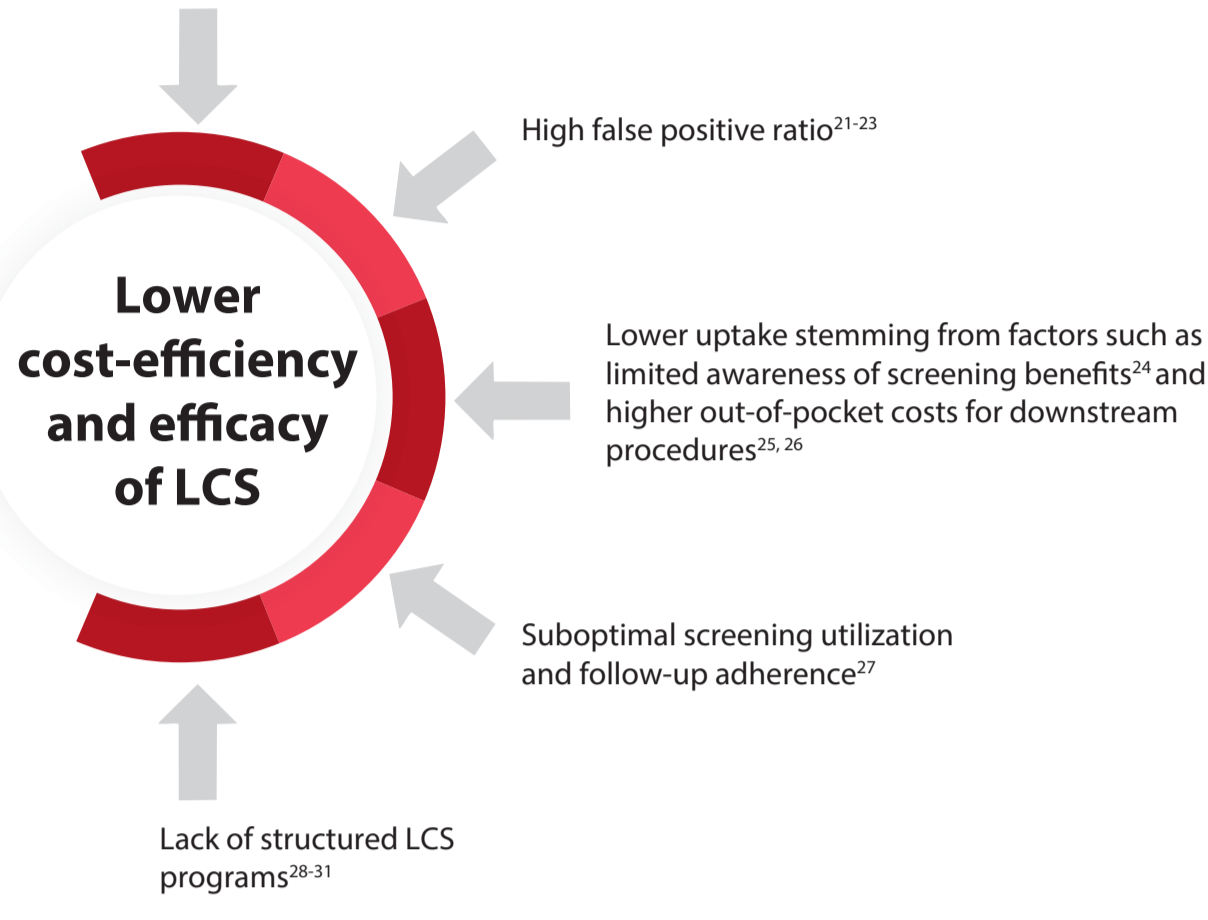 High false positive ratio21-23
Lower
cost-efficiency
and efficacy
of LCS
Lower uptake stemming from factors such as
limited awareness of screening benefits24 and
higher out-of-pocket costs for downstream
procedures25, 26
Suboptimal screening utilization
and follow-up adherence27
Lack of structured LCS
programs28-31